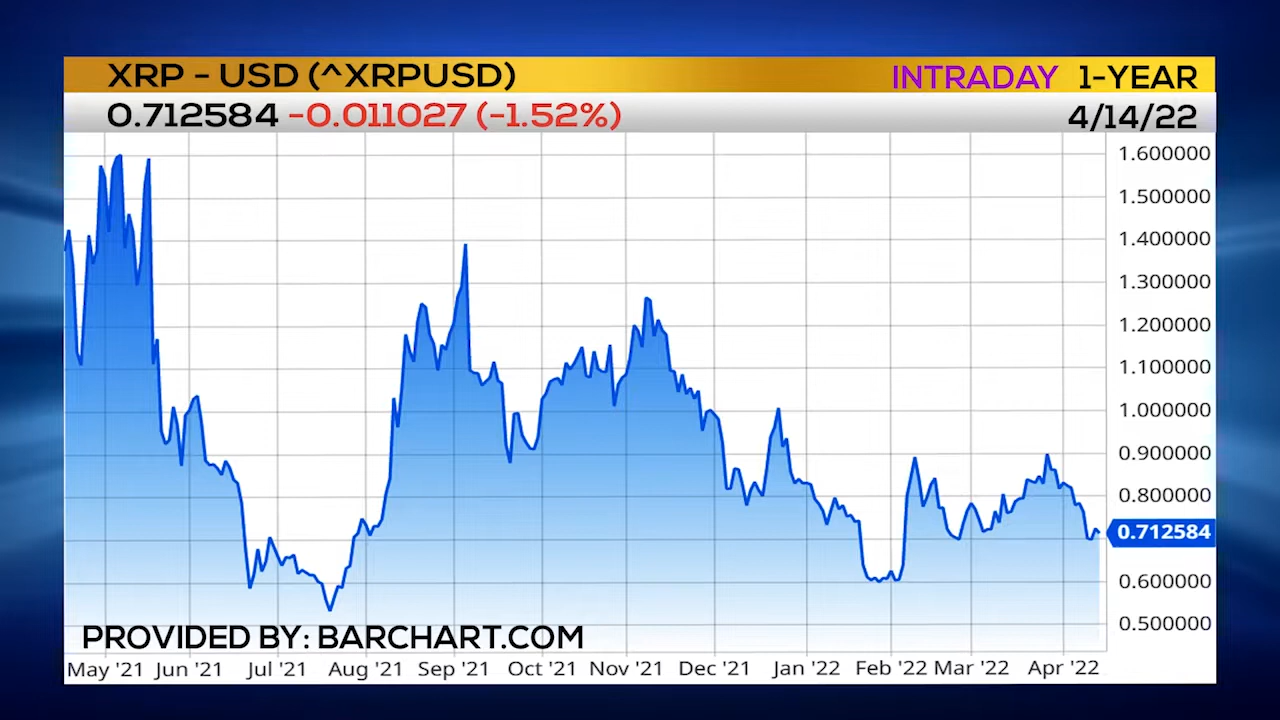 XRP - USD (^XRPUSD)
INTRADAY 1-YEAR
0.712584 -0.011027 (-1.52%)
4/14/22
1.600000
1.500000
1.400000
1.300000
1.200000
1.100000
1.000000
0.900000
0.800000
0.712584
0.600000
0.500000
PROVIDED BY: BARCHART.COM
May '21 Jun '21 Jul '21 Aug '21 Sep '21 Oct '21 Nov '21 Dec '21 Jan '22 Feb '22 Mar '22 Apr '22